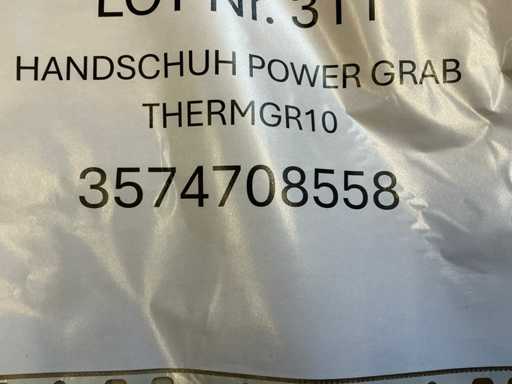 LOT Nr. 311
HANDSCHUH POWER GRAB
THERMGR10
3574708558